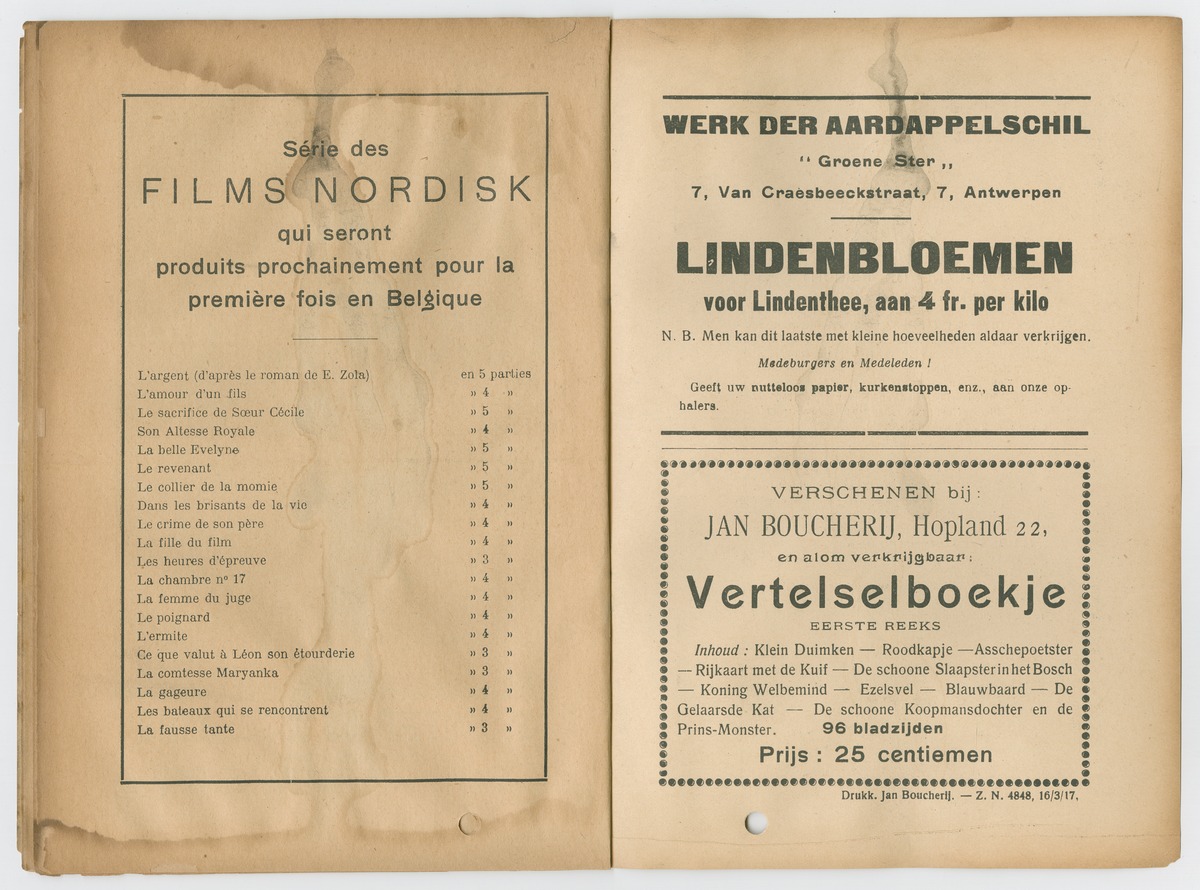 Série des
FILMS NORDISK
qui seront
produits prochainement pour la
première fois en Belgique
L'argent (d'après le roman de E. Zola) en 5 parties
L'amour d'un fils » 4 »
Le sacrifice de Sœur Cécile » 5 »
Son Altesse Royale » 4 »
La belle Evelyne » 5 »
Le revenant » 5 »
Le collier de la momie » 5 »
Dans les brisants de la vie » 4 »
Le crime de son père » 4 »
La fille du film » 4 »
Les heures d'épreuve » 3 »
La chambre nº 17 » 4 »
La femme du juge » 4 »
Le poignard » 4 »
L'ermite » 4 »
Ce que valut à Léon son étourderie » 3 »
La comtesse Maryanka » 3 »
La gageure » 4 »
Les bateaux qui se rencontrent » 4 »
La fausse tante » 3 »
WERK DER AARDAPPELSCHIL
“ Groene Ster „
7, Van Craesbeeckstraat, 7, Antwerpen
LINDENBLOEMEN
voor Lindenthee, aan 4 fr. per kilo
N. B. Men kan dit laatste met kleine hoeveelheden aldaar verkrijgen.
Medeburgers en Medeleden !
Geeft uw nutteloos papier, kurkenstoppen, enz., aan onze op-
halers.
VERSCHENEN bij :
JAN BOUCHERIJ, Hopland 22,
en alom verkrijgbaar :
Vertelselboekje
EERSTE REEKS
Inhoud : Klein Duimken — Roodkapje — Asschepoetster
— Rijkaart met de Kuif — De schoone Slaapster in het Bosch
— Koning Welbemind — Ezelsvel — Blauwbaard — De
Gelaarsde Kat — De schoone Koopmansdochter en de
Prins-Monster. 96 bladzijden
Prijs : 25 centiemen
Drukk. Jan Boucherij. — Z. N. 4848, 16/3/17,